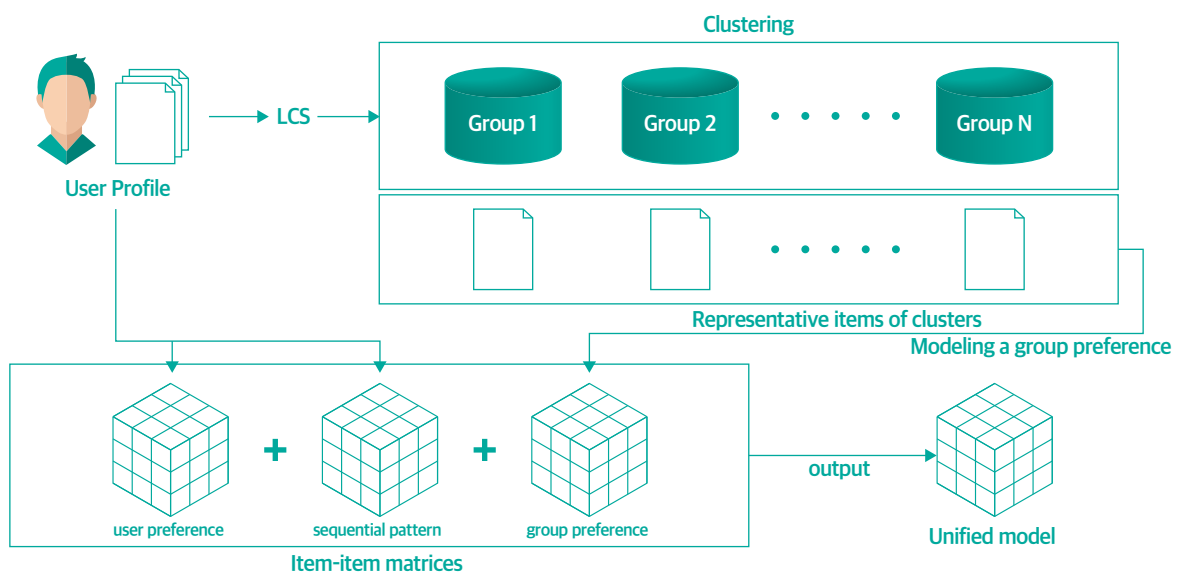 Clustering
Group 1
Group 2
Group N
LCS
User Profile
Representative items of clusters
Modeling a group preference
user preference
+
sequential pattern
+
group preference
output
Unified model
Item-item matrices